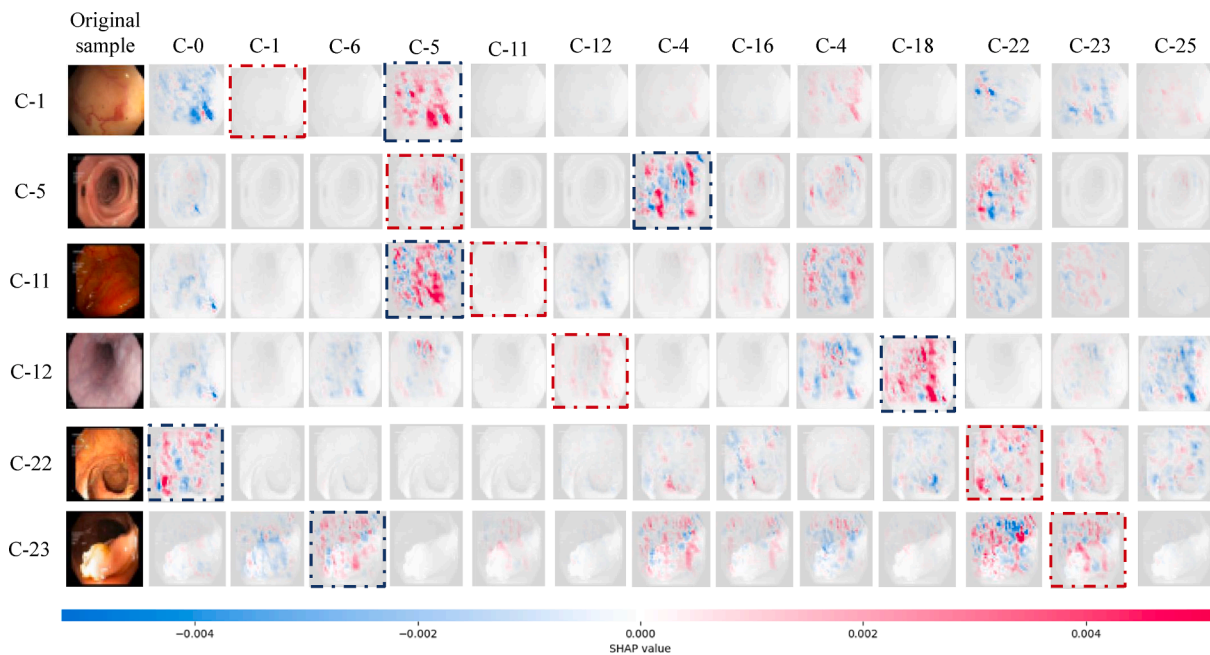 Original
sample
C-0 C-1 C-6 C-5 C-11 C-12 C-4 C-16 C-4 C-18 C-22 C-23 C-25
C-1
C-5
C-11
C-12
C-22
C-23
−0.004 −0.002 0.000 0.002 0.004
SHAP value